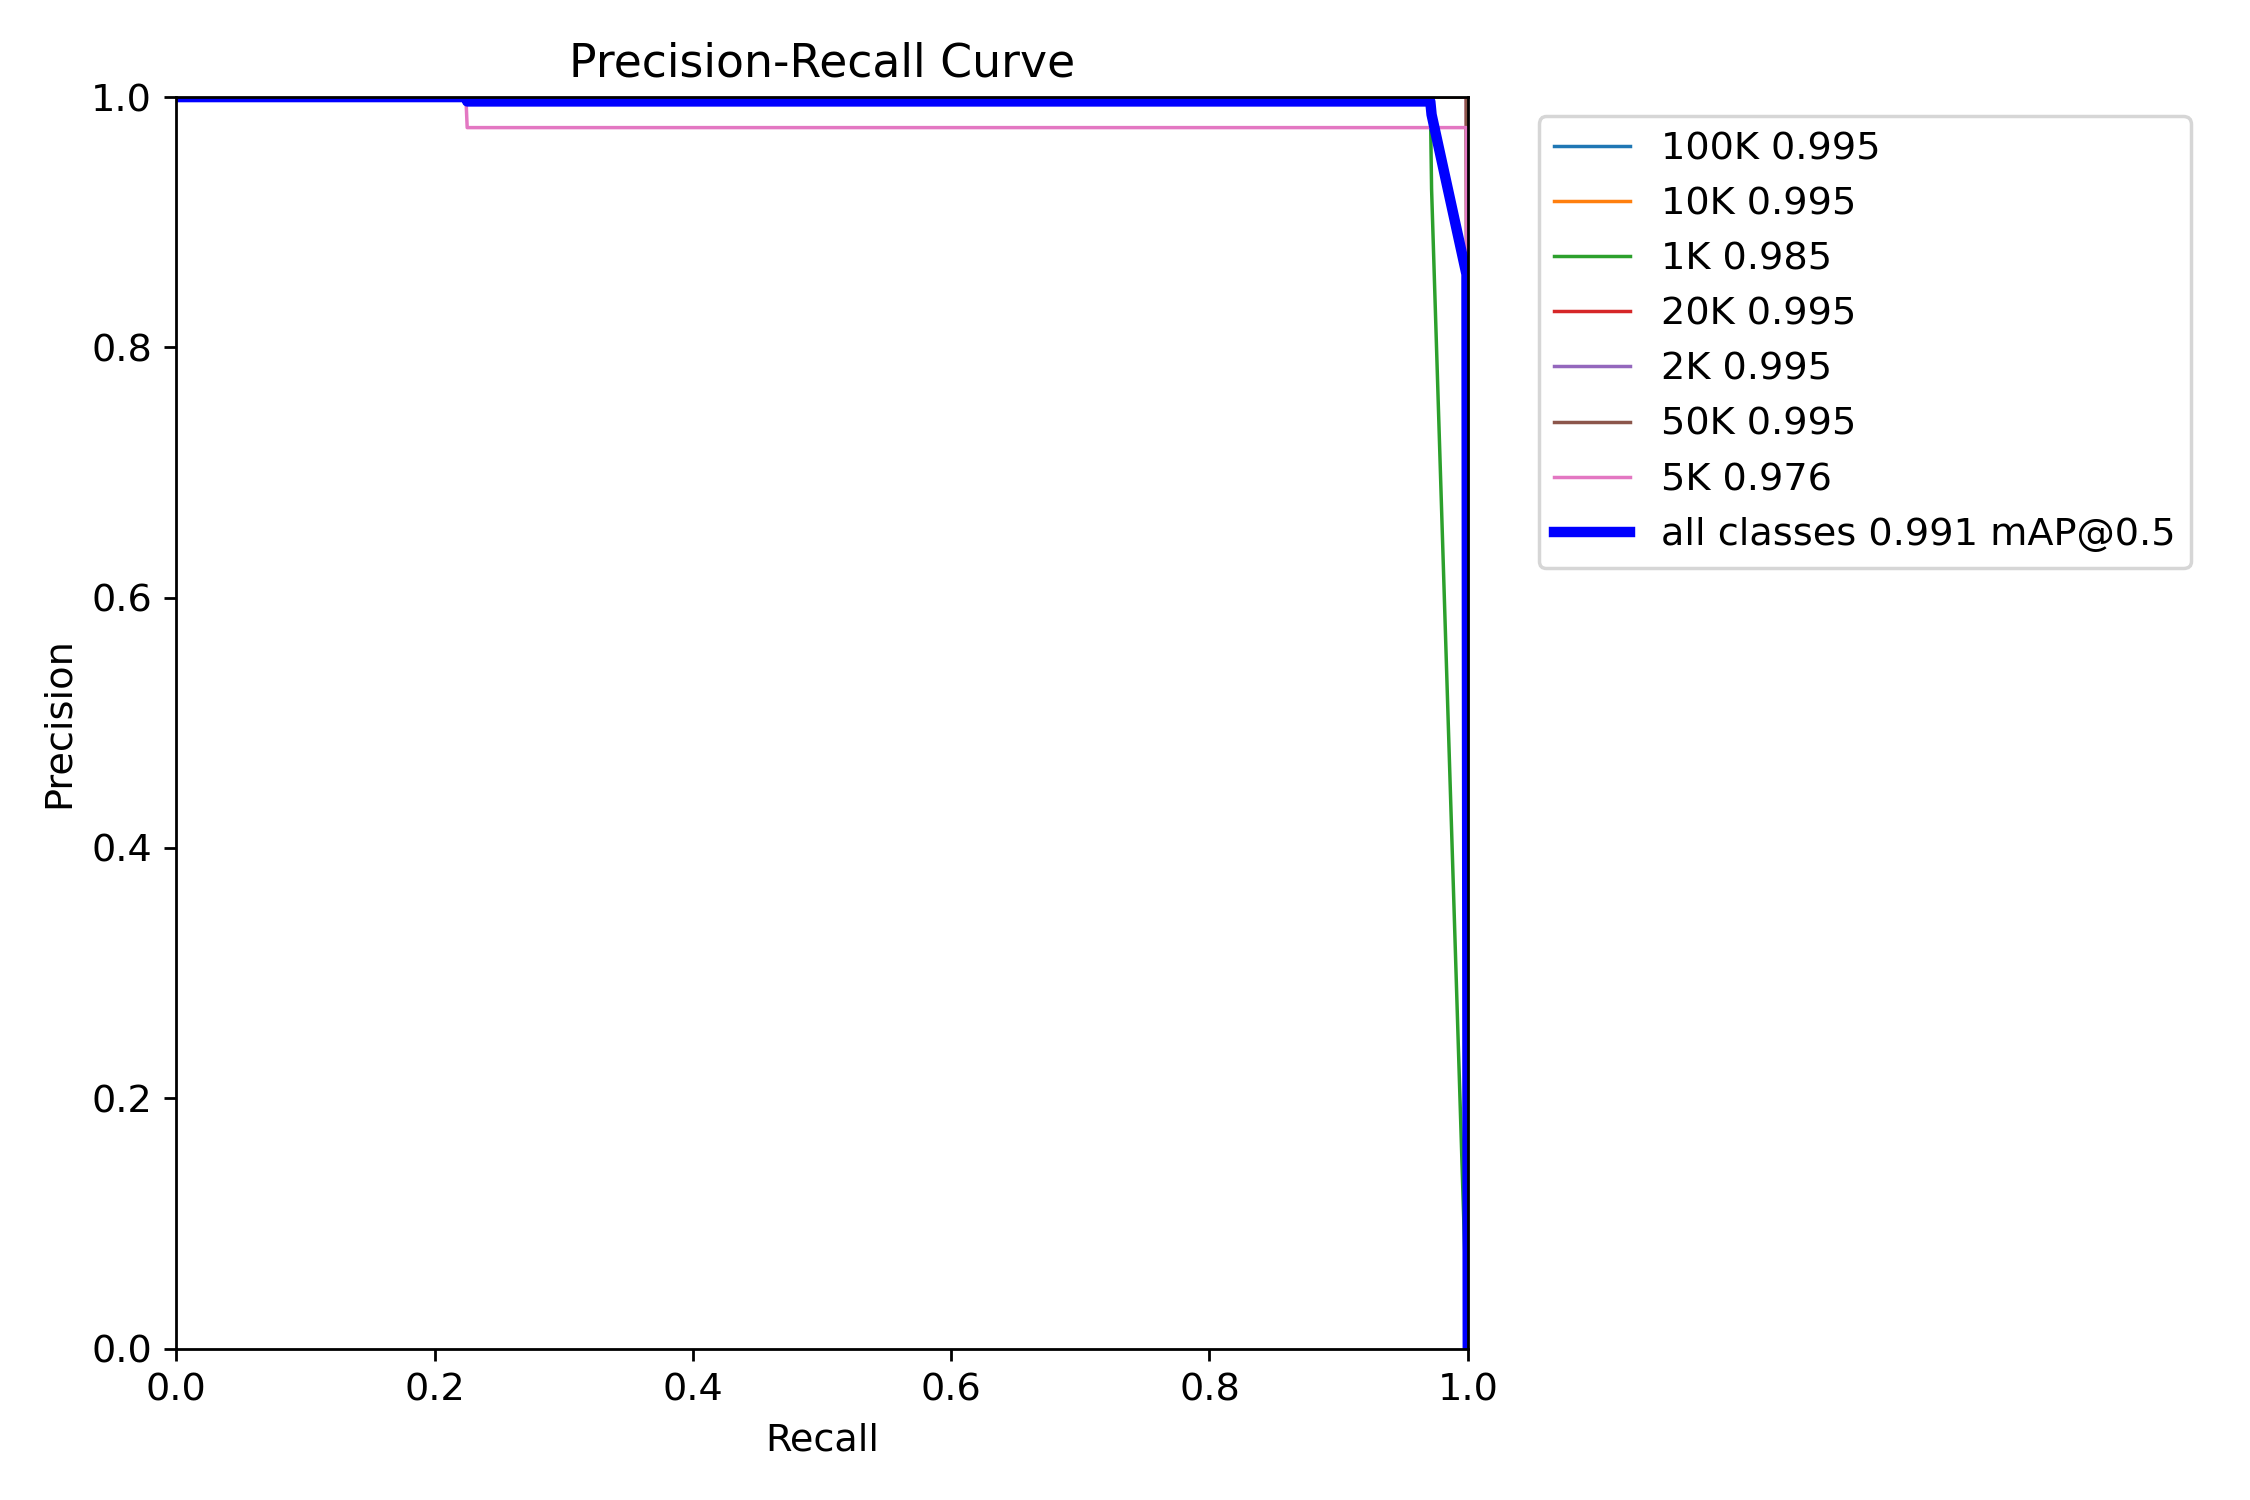 Precision-Recall Curve
1.0
0.8
0.6
0.4
0.2
0.0
Precision
0.0 0.2 0.4 0.6 0.8 1.0
Recall
100K 0.995
10K 0.995
1K 0.985
20K 0.995
2K 0.995
50K 0.995
5K 0.976
all classes 0.991 mAP@0.5